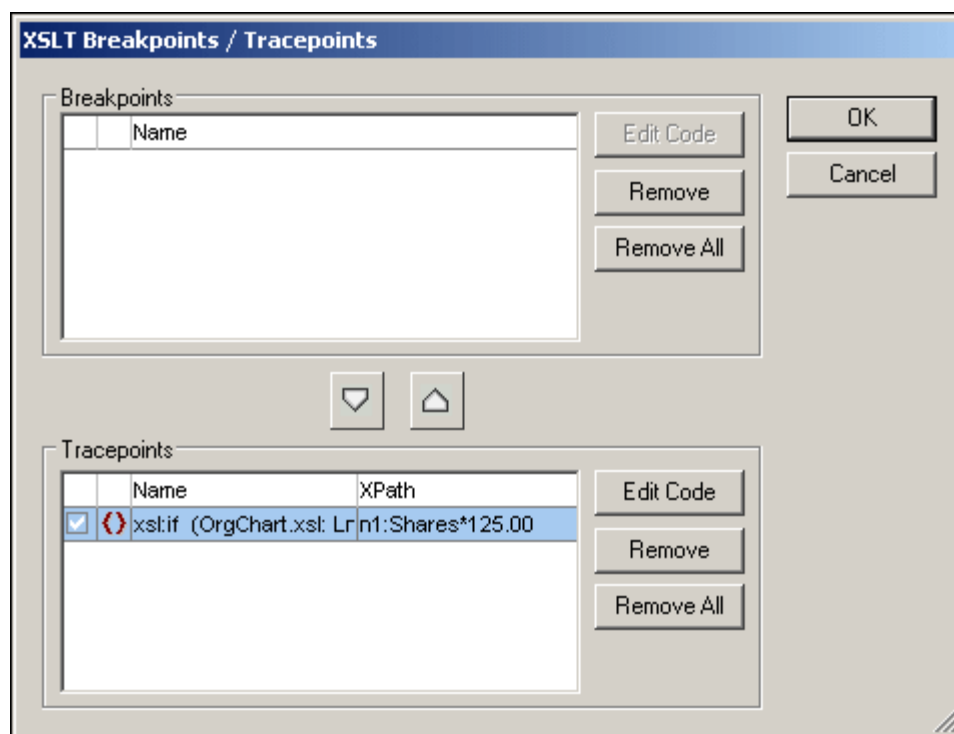 XSLT Breakpoints / Tracepoints
Breakpoints
Name
Edit Code
Remove
Remove All
OK
Cancel
Tracepoints
Name XPath
xsl:if (OrgChart.xsl: Lr n1:Shares*125.00
Edit Code
Remove
Remove All